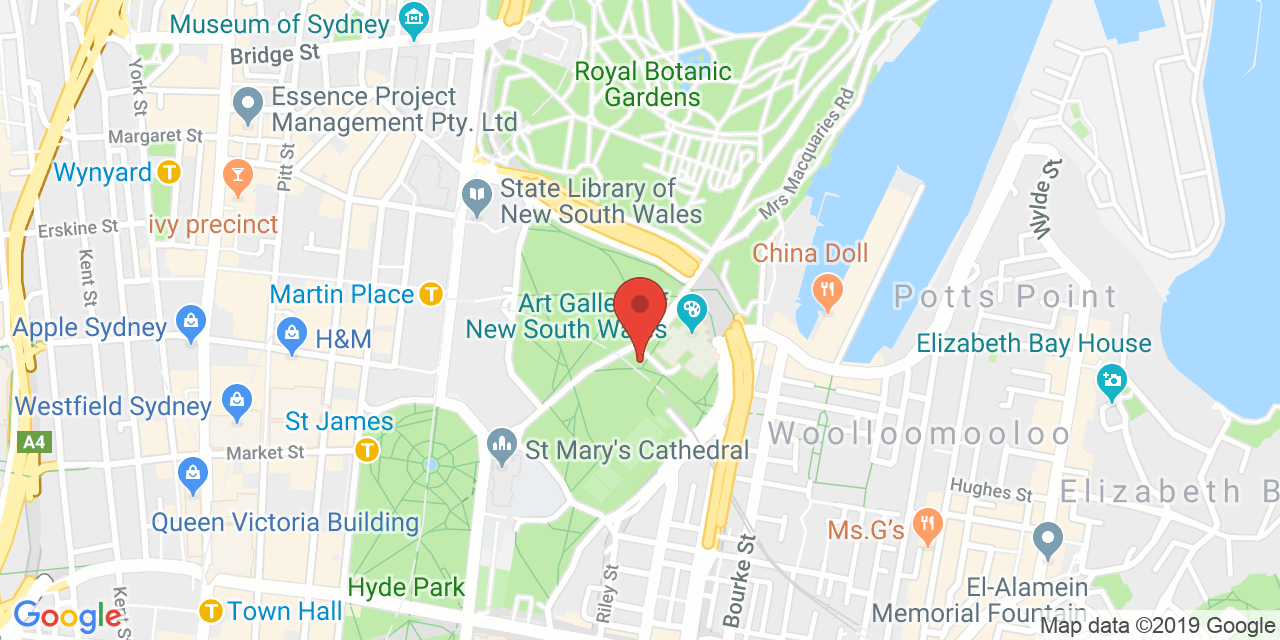 Museum of Sydney
Bridge St
York St
Royal Botanic
Gardens
Essence Project
Management Pty. Ltd
Margaret St
Mrs Macquaries Rd
Wynyard
T
Pitt St
State Library of
New South Wales
Wylde St
ivy precinct
Erskine St
China Doll
Kent St
Martin Place
T
Art Galle of
New South Wales
Potts Point
Apple Sydney
H&M
Elizabeth Bay House
Westfield Sydney
St James
T
A4
Market St
St Mary's Cathedral
Woolloomooloo
Hughes St
Elizabeth B
Queen Victoria Building
Ms.G's
Bourke St
Riley St
Hyde Park
El-Alamein
Memorial Fountain
Kent St
T
Town Hall
Google
Map data ©2019 Google